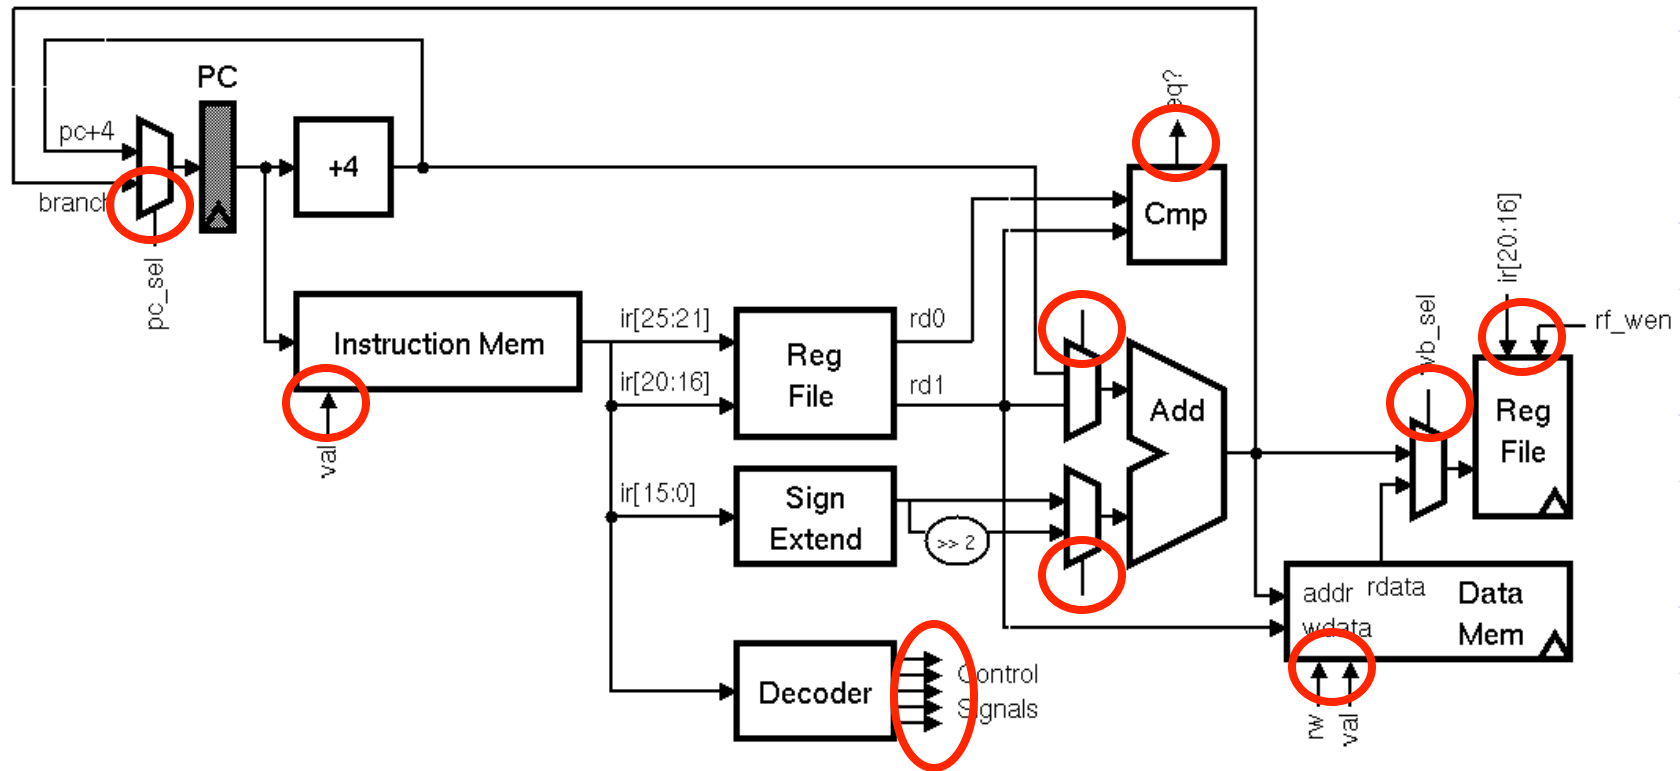 PC
pc+4
branch
pc_sel
+4
eq?
Cmp
Instruction Mem
val
ir[25:21]
ir[20:16]
ir[15:0]
Reg
File
rd0
rd1
Sign
Extend
>> 2
Add
Decoder
Control
Signals
wb_sel
ir[20:16]
rf_wen
Reg
File
addr
rdata
wdata
Data
Mem
rw
val